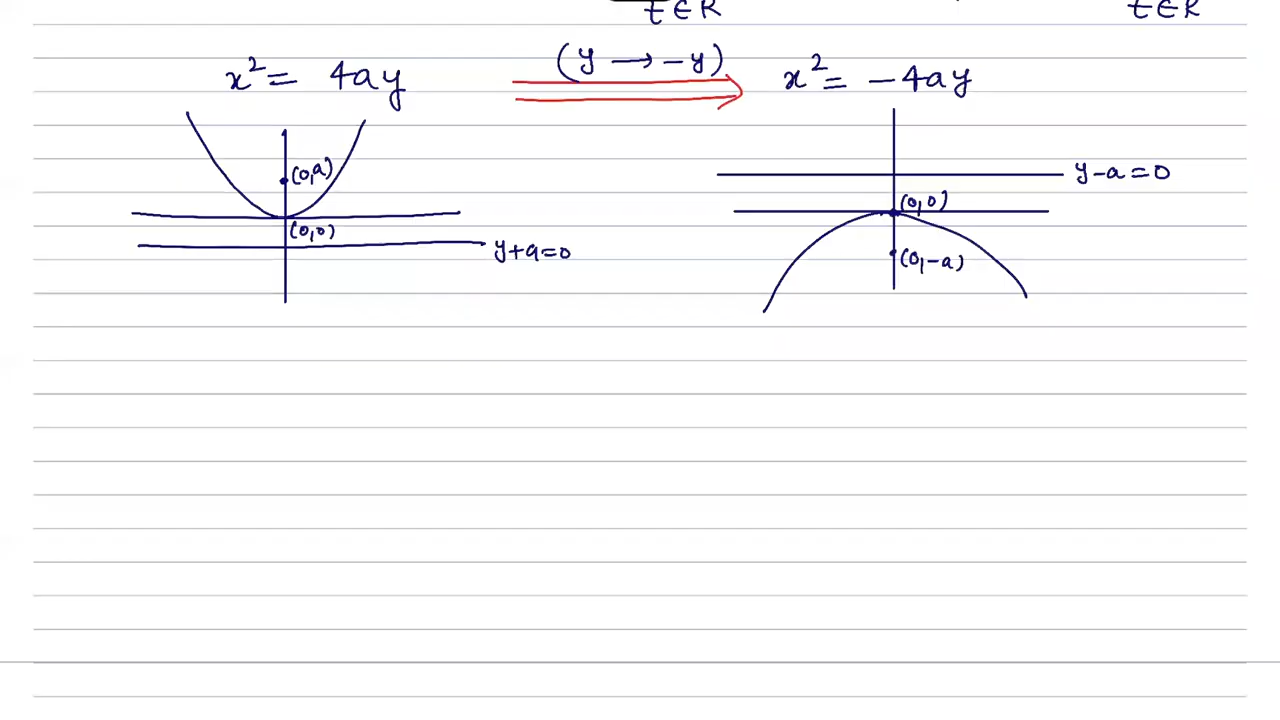 t ∈ R t ∈ R
x² = 4ay (y → -y) x² = -4ay
(0,a) y-a=0
(0,0) (0,0)
y+a=0 (0,-a)